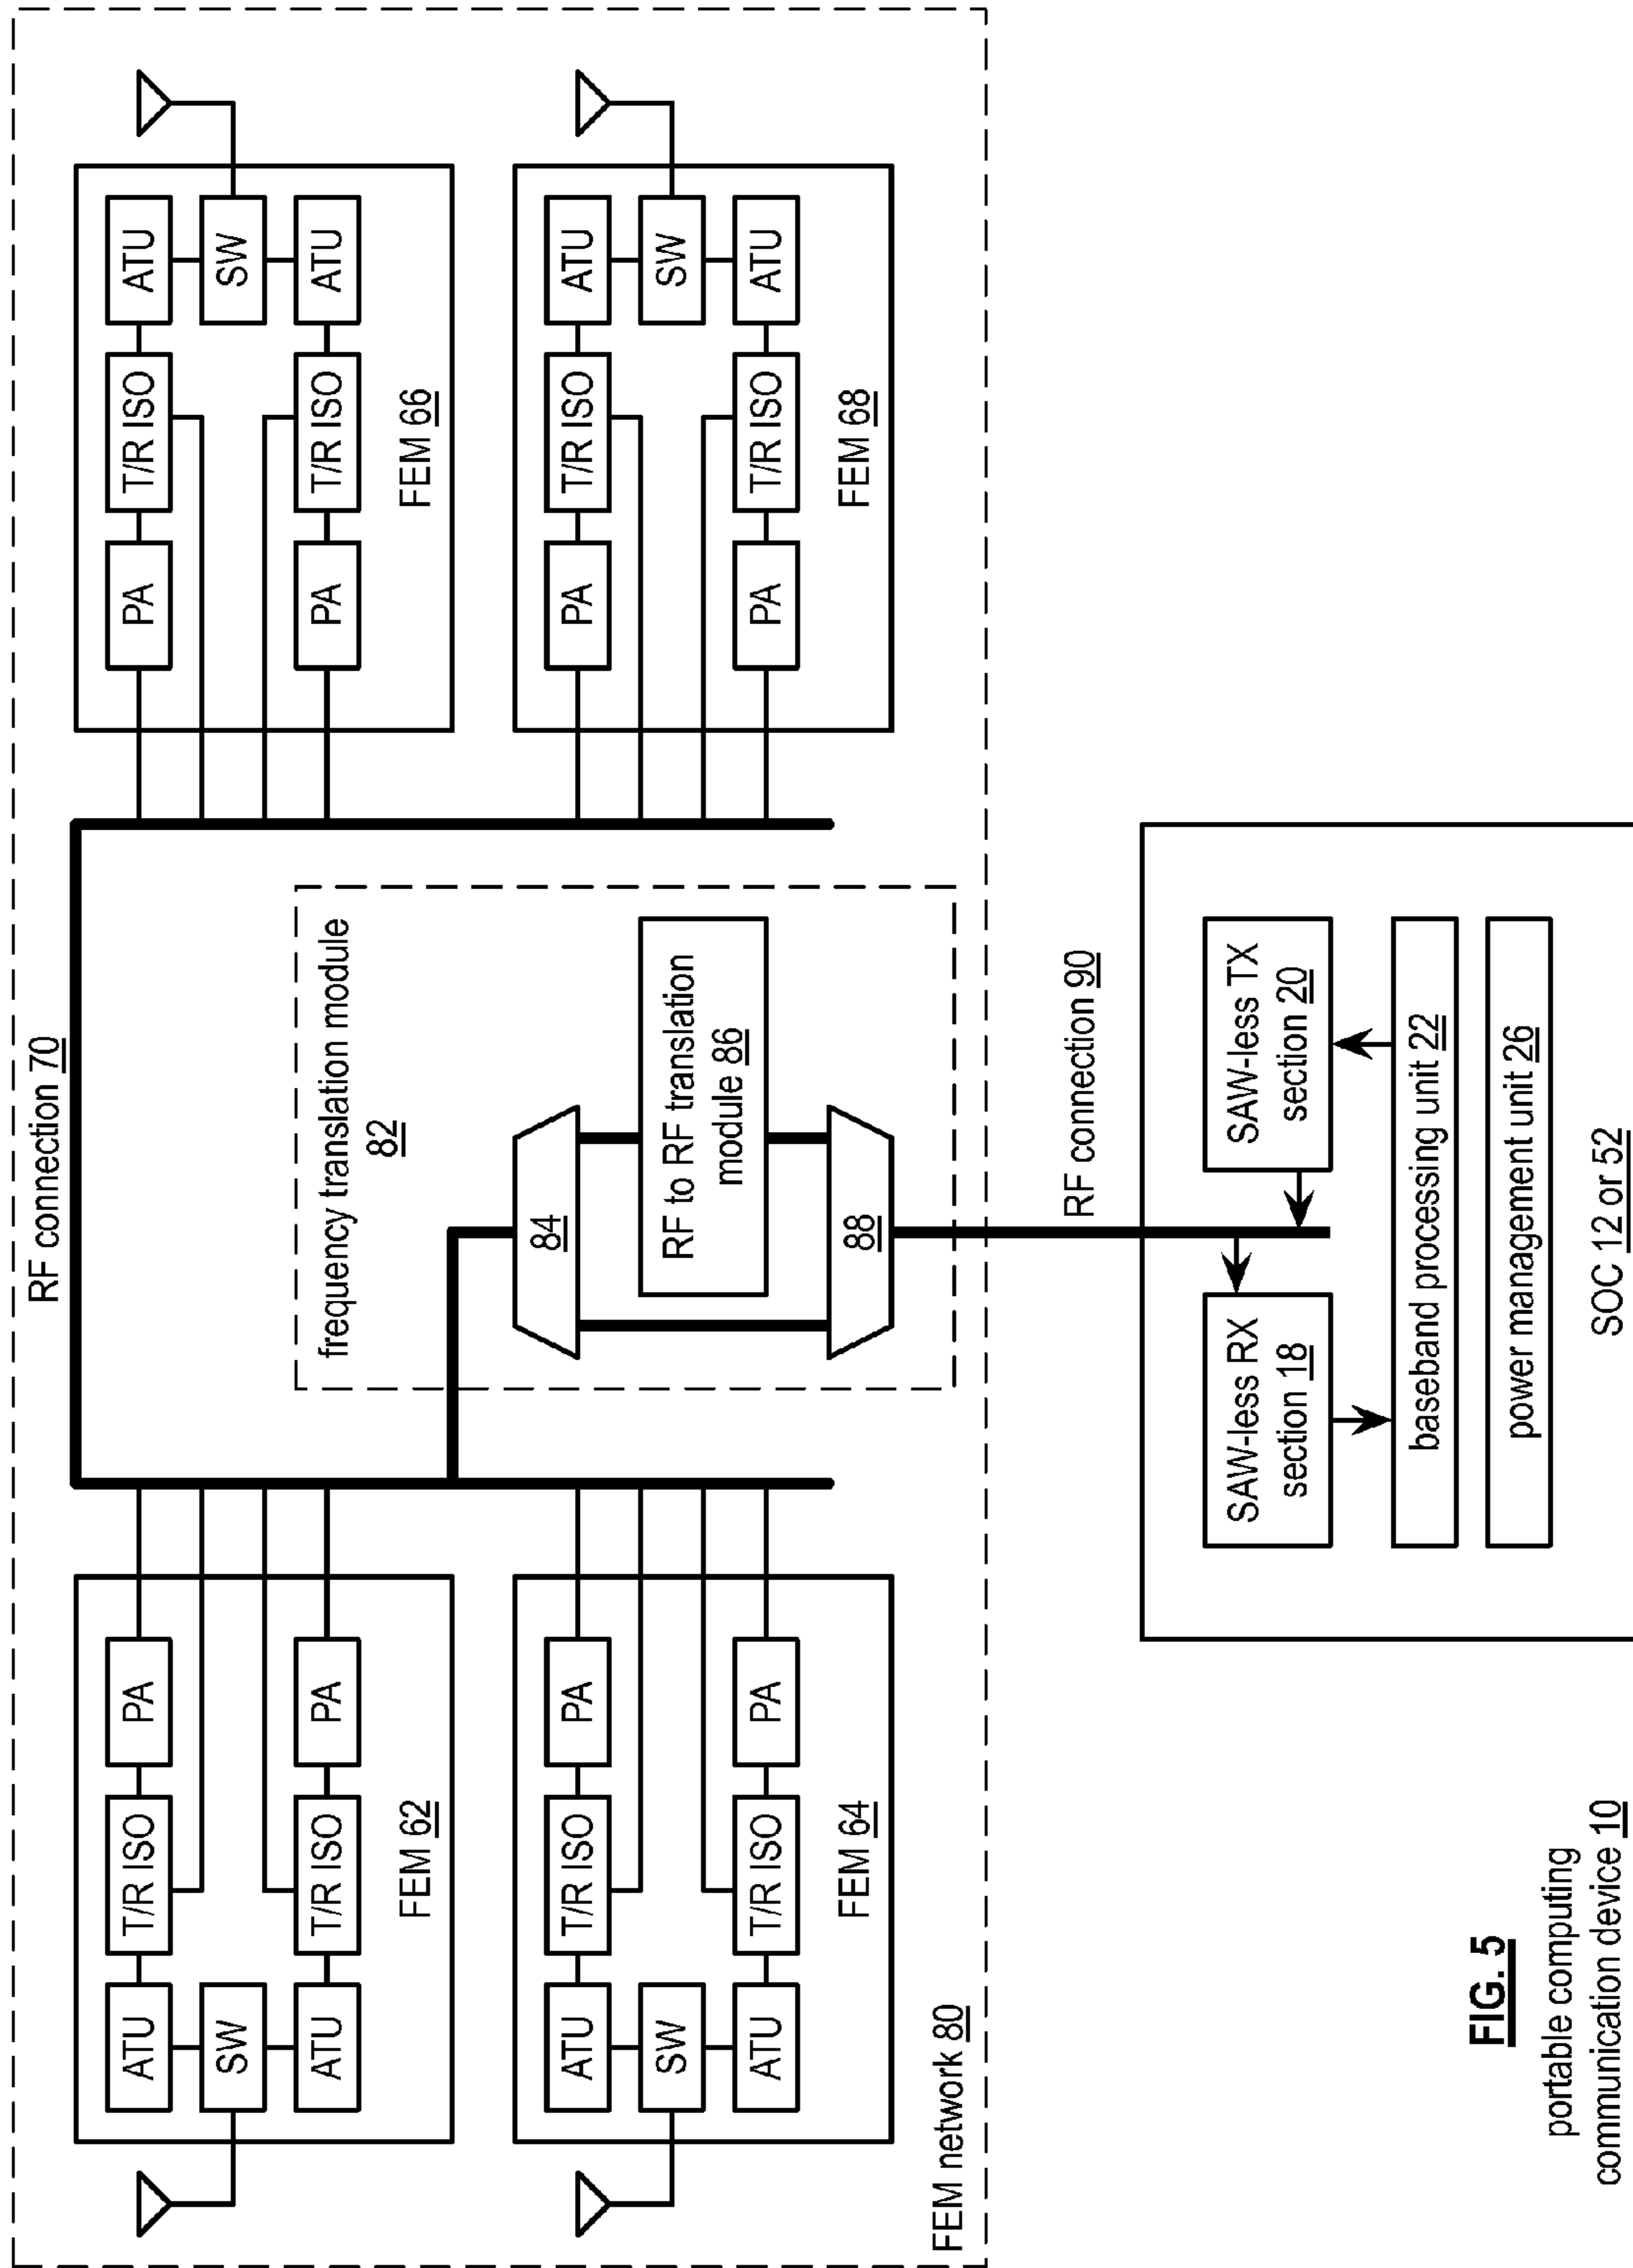 RF connection 70
ATU
T/R ISO
PA
SW
ATU
T/R ISO
PA
FEM 62
PA
T/R ISO
ATU
SW
PA
T/R ISO
ATU
FEM 66
frequency translation module
82
84
RF to RF translation
module 86
88
ATU
T/R ISO
PA
SW
ATU
T/R ISO
PA
FEM 64
PA
T/R ISO
ATU
SW
PA
T/R ISO
ATU
FEM 68
FEM network 80
RF connection 90
SAW-less RX
section 18
SAW-less TX
section 20
baseband processing unit 22
power management unit 26
SOC 12 or 52
FIG. 5
portable computing
communication device 10